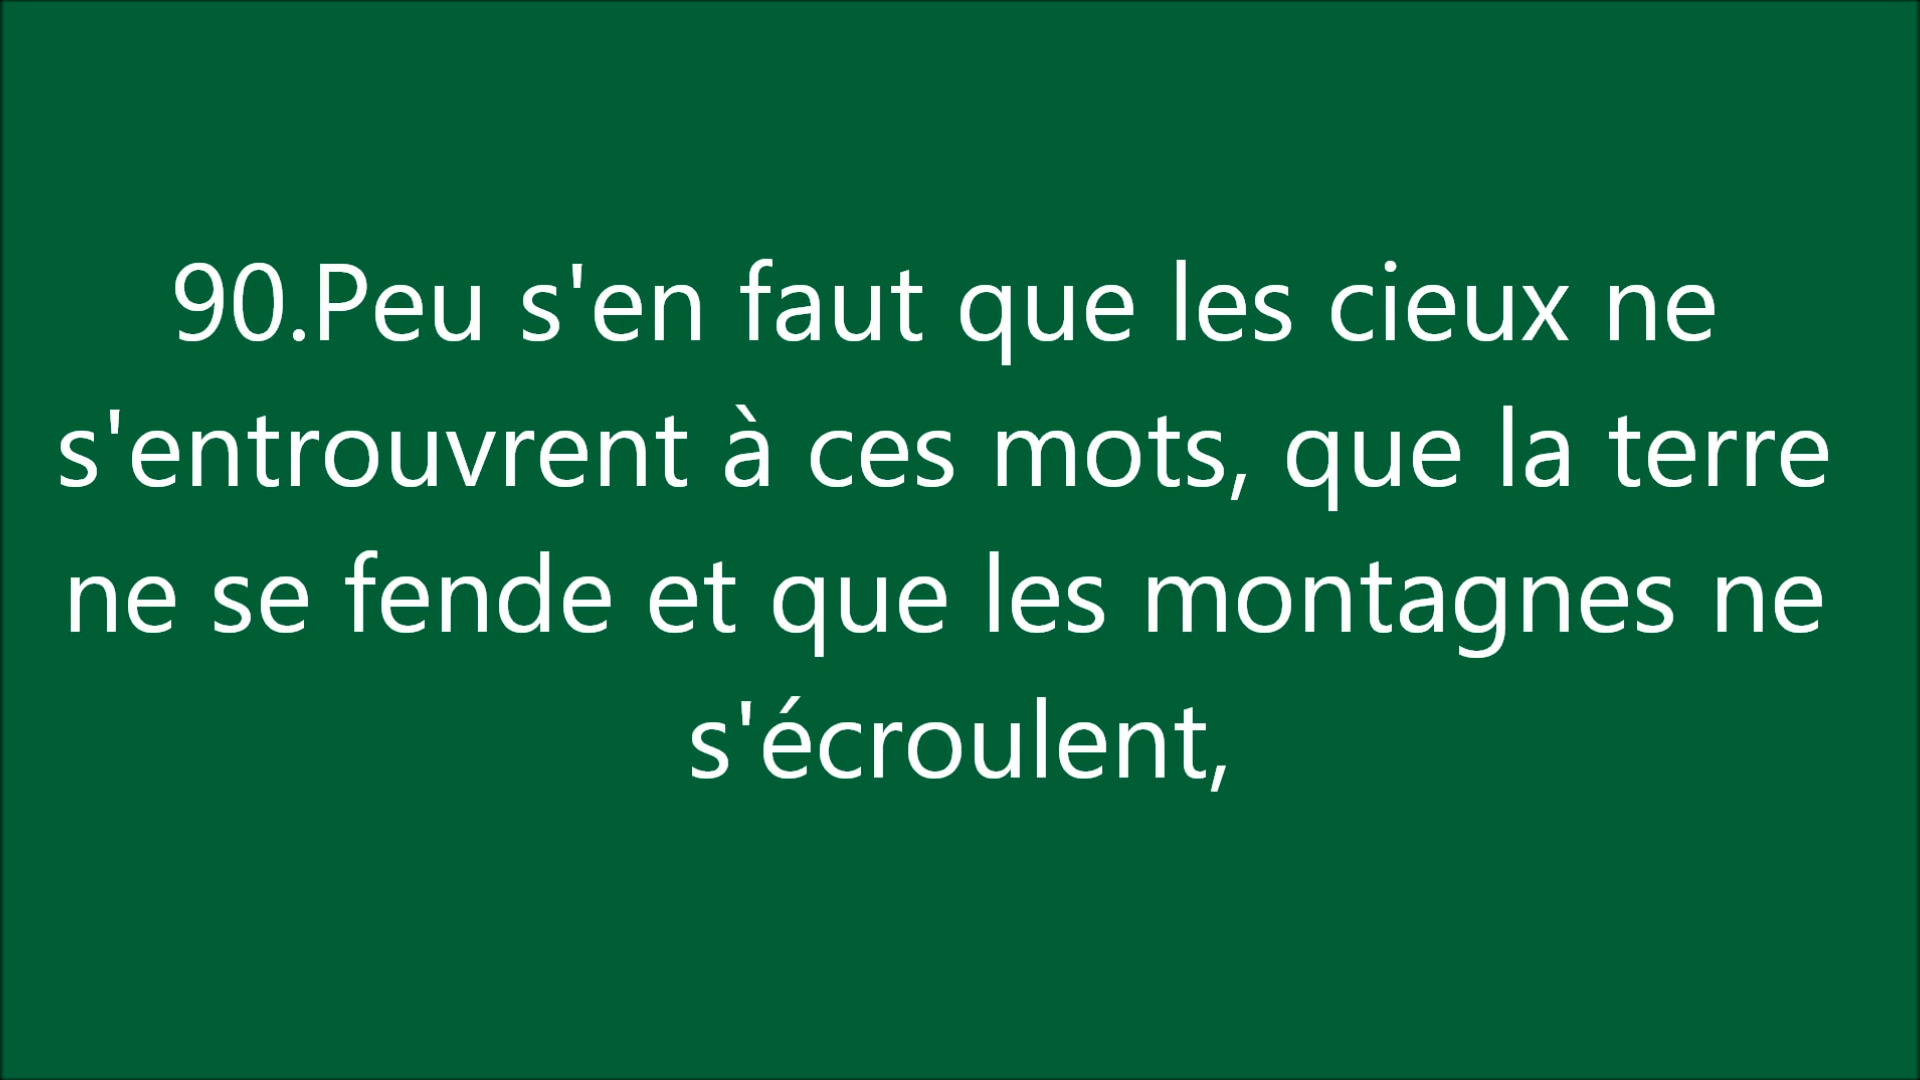 90.Peu s'en faut que les cieux ne
s'entrouvrent à ces mots, que la terre
ne se fende et que les montagnes ne
s'écroulent,